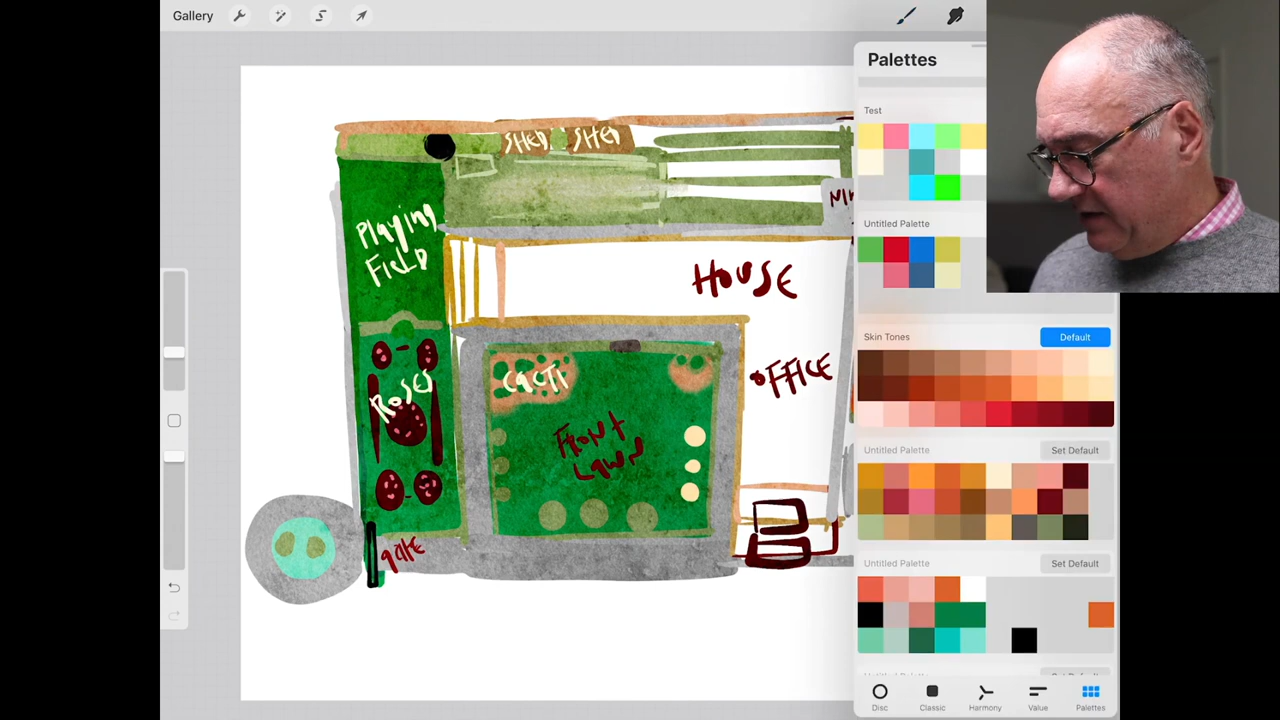 Gallery
Palettes
Test
Untitled Palette
Skin Tones
Default
Untitled Palette
Set Default
Untitled Palette
Set Default
Disc
Classic
Harmony
Value
Palettes
SHED SHED
Playing
FIELD
HOUSE
ROSES
CACTI
OFFICE
FRONT
LAWN
gate